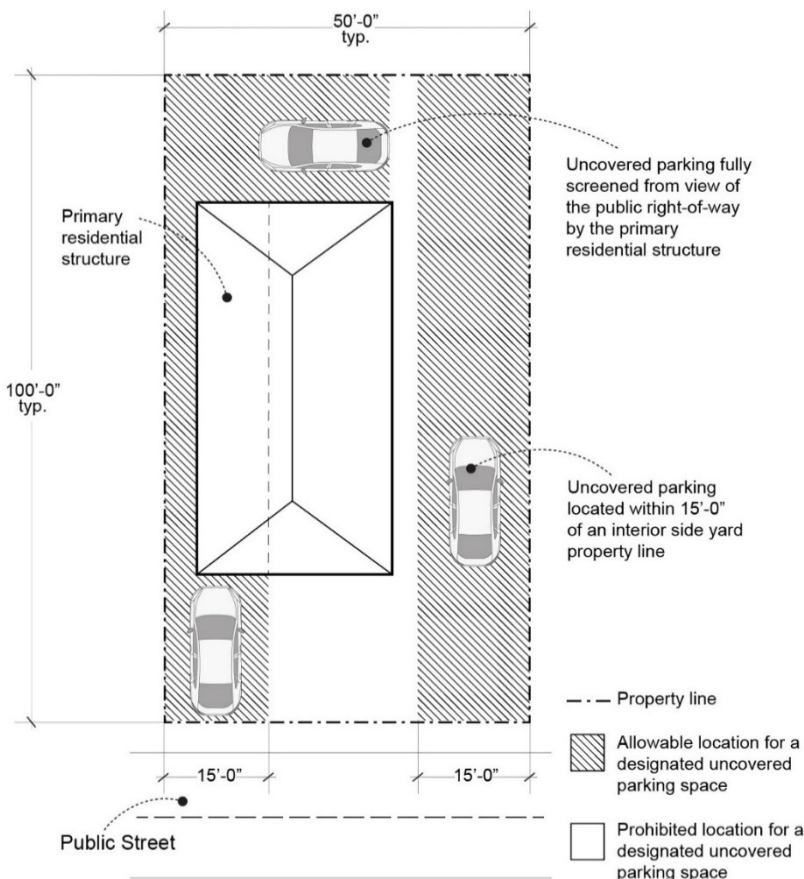 50'-0"
typ.
Uncovered parking fully
screened from view of
the public right-of-way
by the primary
residential structure
Primary
residential
structure
100'-0"
typ.
Uncovered parking
located within 15'-0"
of an interior side yard
property line
Property line
Allowable location for a
designated uncovered
parking space
15'-0"
15'-0"
Public Street
Prohibited location for a
designated uncovered
parking space